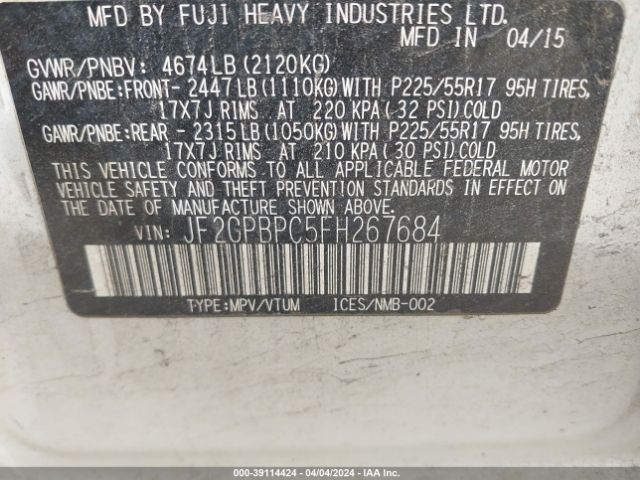 MFD BY FUJI HEAVY INDUSTRIES LTD.
MFD IN 04/15
GVWR/PNBV: 4674LB(2120KG)
GAWR/PNBE:FRONT- 2447LB(1110KG)WITH P225/55R17 95H TIRES,
17X7J RIMS AT 220 KPA(32 PSI)COLD
GAWR/PNBE:REAR - 2315LB(1050KG)WITH P225/55R17 95H TIRES,
17X7J RIMS AT 210 KPA(30 PSI)COLD
THIS VEHICLE CONFORMS TO ALL APPLICABLE FEDERAL MOTOR
VEHICLE SAFETY AND THEFT PREVENTION STANDARDS IN EFFECT ON
THE DATE OF MANUFACTURE SHOWN ABOVE.
VIN: JF2GPBPC5FH267684
TYPE:MPV/VTUM ICES/NMB-002
000-39114424 - 04/04/2024 - IAA Inc.